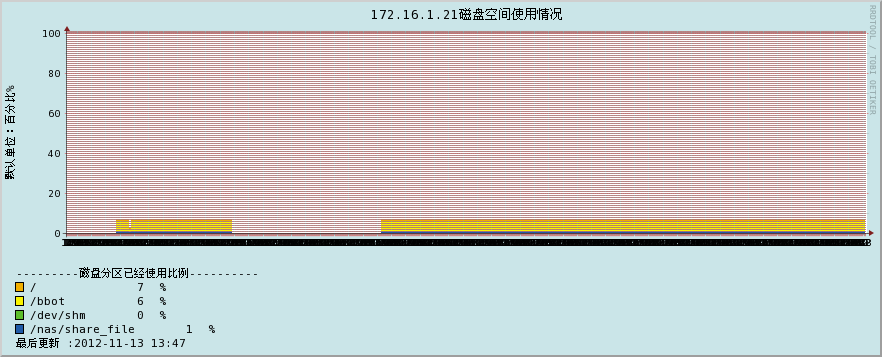 172.16.1.21磁盘空间使用情况
RRDTOOL / TOBI OETIKER
默认单位：百分比%
100
80
60
40
20
0
---------磁盘分区已经使用比例----------
/ 7 %
/bbot 6 %
/dev/shm 0 %
/nas/share_file 1 %
最后更新 :2012-11-13 13:47